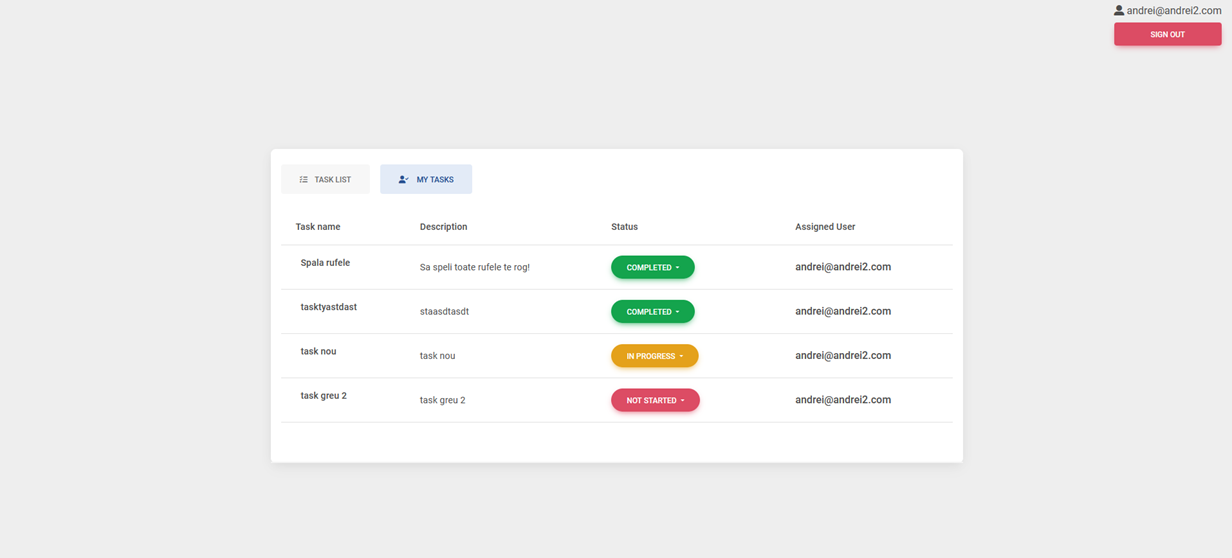 andrei@andrei2.com
SIGN OUT
TASK LIST MY TASKS
Task name Description Status Assigned User
Spala rufele Sa speli toate rufele te rog! COMPLETED andrei@andrei2.com
tasktyastdast staasdtasdt COMPLETED andrei@andrei2.com
task nou task nou IN PROGRESS andrei@andrei2.com
task greu 2 task greu 2 NOT STARTED andrei@andrei2.com